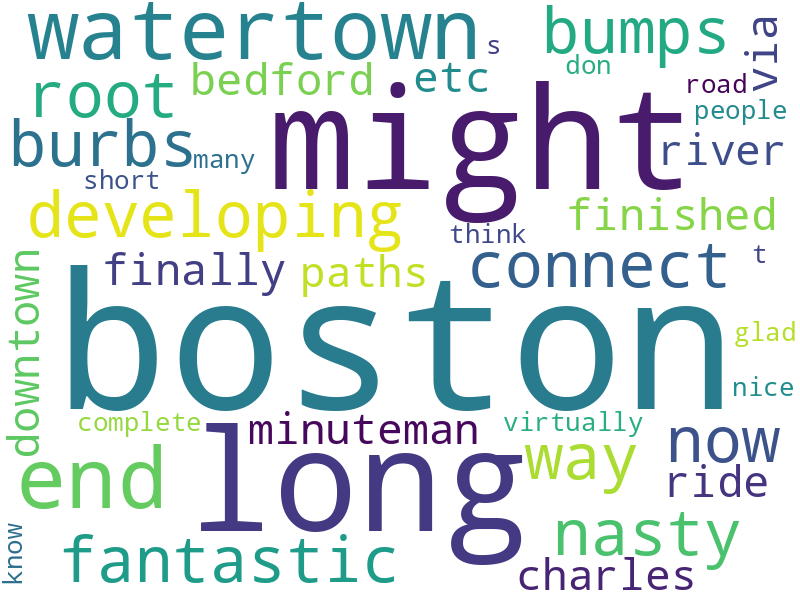 watertown
s
bumps
via
don
root
bedford
etc
road
people
might
burbs
many
river
short
developing
finished
think
finally
paths
connect
t
downtown
boston
glad
nice
complete
minuteman
virtually
now
long
way
end
ride
nasty
fantastic
charles
know